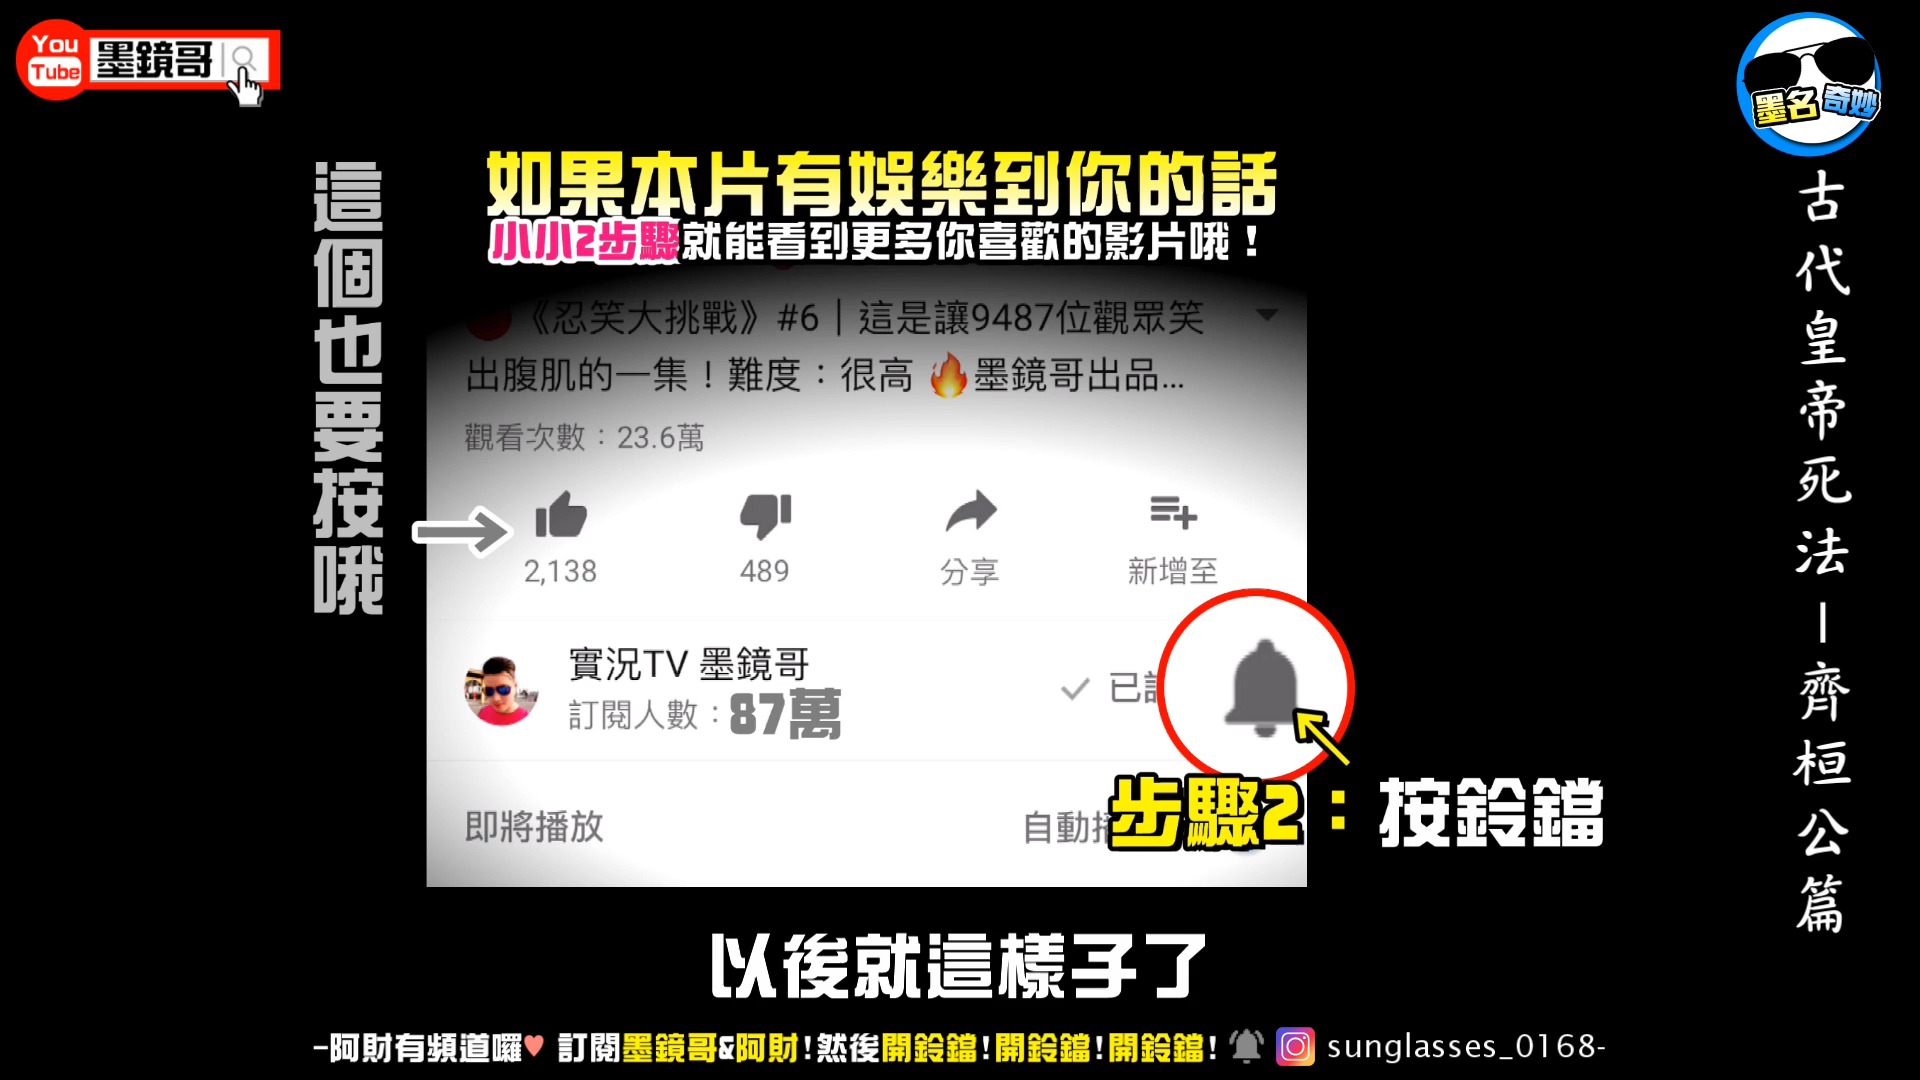 You
Tube
墨鏡哥
墨名奇妙
古代皇帝死法|齊桓公篇
如果本片有娛樂到你的話
小小2步驟就能看到更多你喜歡的影片哦！
這個也要按哦
《忍笑大挑戰》#6｜這是讓9487位觀眾笑
出腹肌的一集！難度：很高 🔥墨鏡哥出品...
觀看次數：23.6萬
2,138
489
分享
新增至
實況TV 墨鏡哥
訂閱人數：87萬
已
即將播放
自動
步驟2：按鈴鐺
以後就這樣子了
-阿財有頻道囉♥ 訂閱墨鏡哥&阿財!然後開鈴鐺!開鈴鐺!開鈴鐺!
sunglasses_0168-